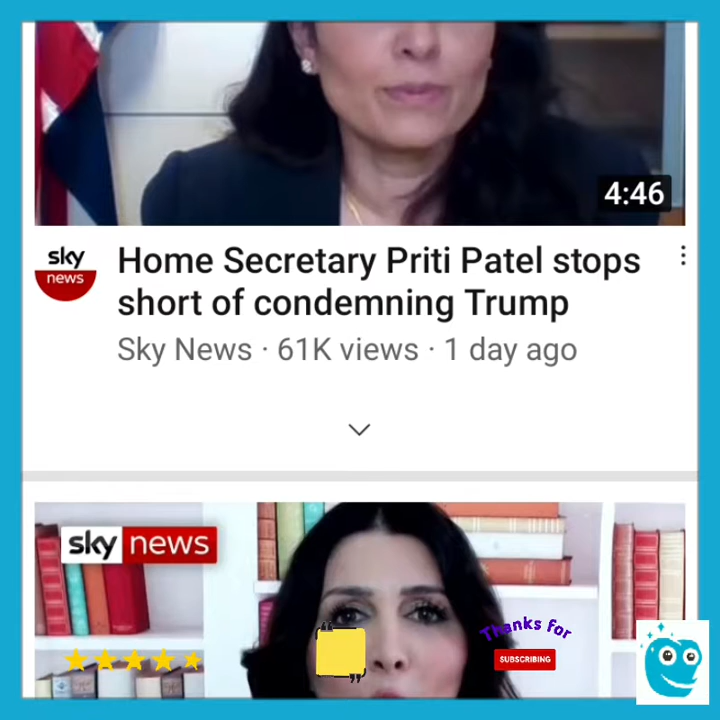 4:46
sky
news
Home Secretary Priti Patel stops
short of condemning Trump
Sky News · 61K views · 1 day ago
sky news
Thanks for
SUBSCRIBING